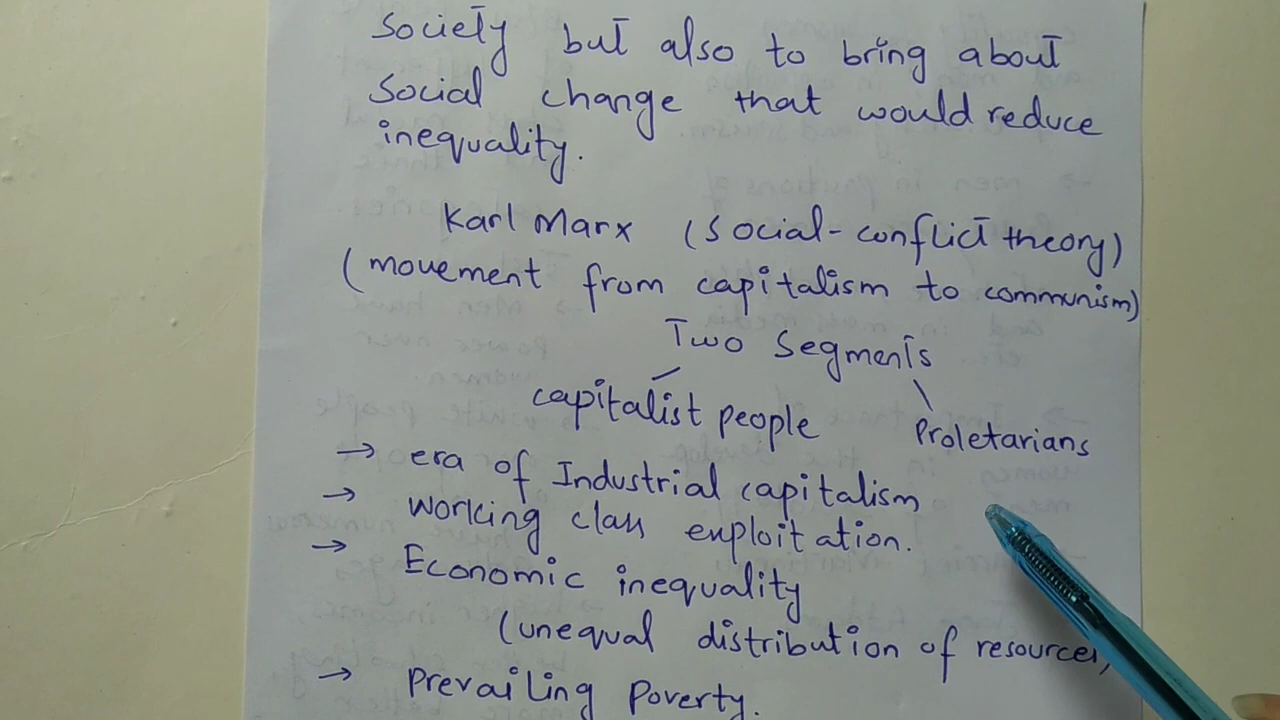 society but also to bring about
social change that would reduce
inequality.
Karl Marx (social-conflict theory)
(movement from capitalism to communism)
Two segments
capitalist people
Proletarians
→ era of Industrial capitalism
→ working class exploitation.
→ Economic inequality
(unequal distribution of resources)
→ Prevailing Poverty.